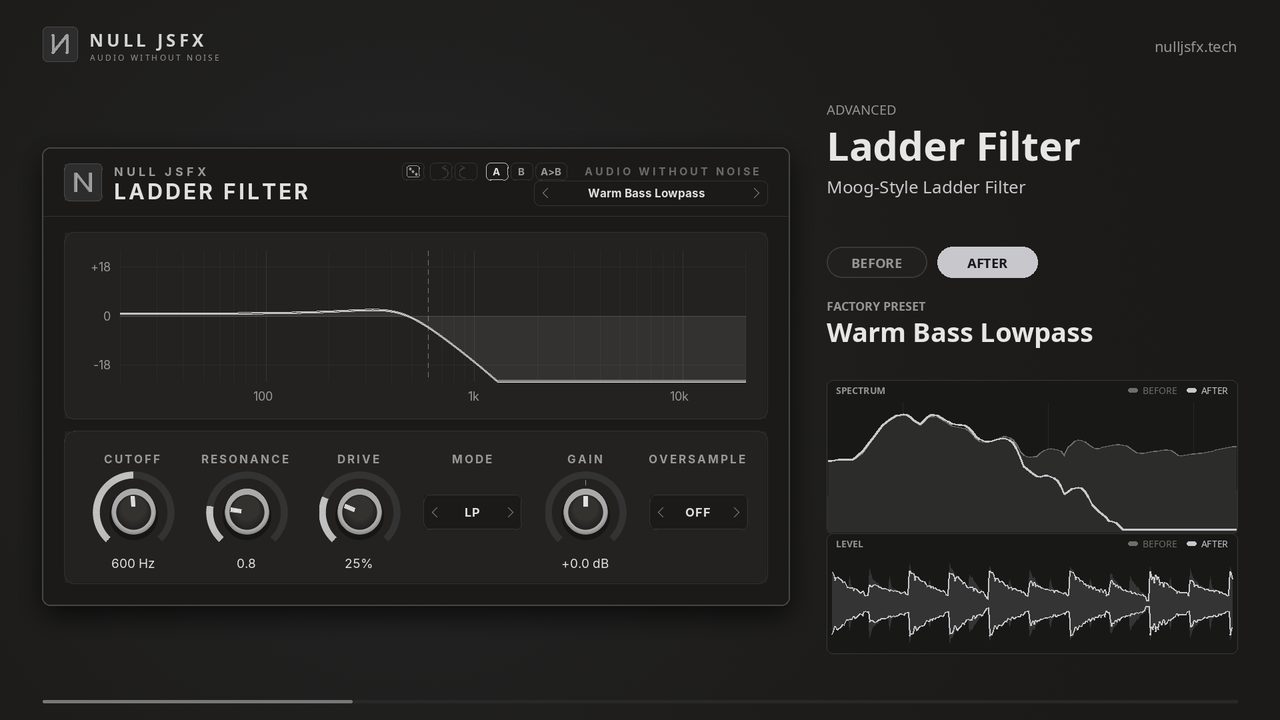 NULL JSFX
AUDIO WITHOUT NOISE
nulljsfx.tech
N
NULL JSFX
LADDER FILTER
A B A>B
AUDIO WITHOUT NOISE
Warm Bass Lowpass
+18
0
-18
100 1k 10k
CUTOFF RESONANCE DRIVE MODE GAIN OVERSAMPLE
LP OFF
600 Hz 0.8 25% +0.0 dB
ADVANCED
Ladder Filter
Moog-Style Ladder Filter
BEFORE AFTER
FACTORY PRESET
Warm Bass Lowpass
SPECTRUM BEFORE AFTER
LEVEL BEFORE AFTER